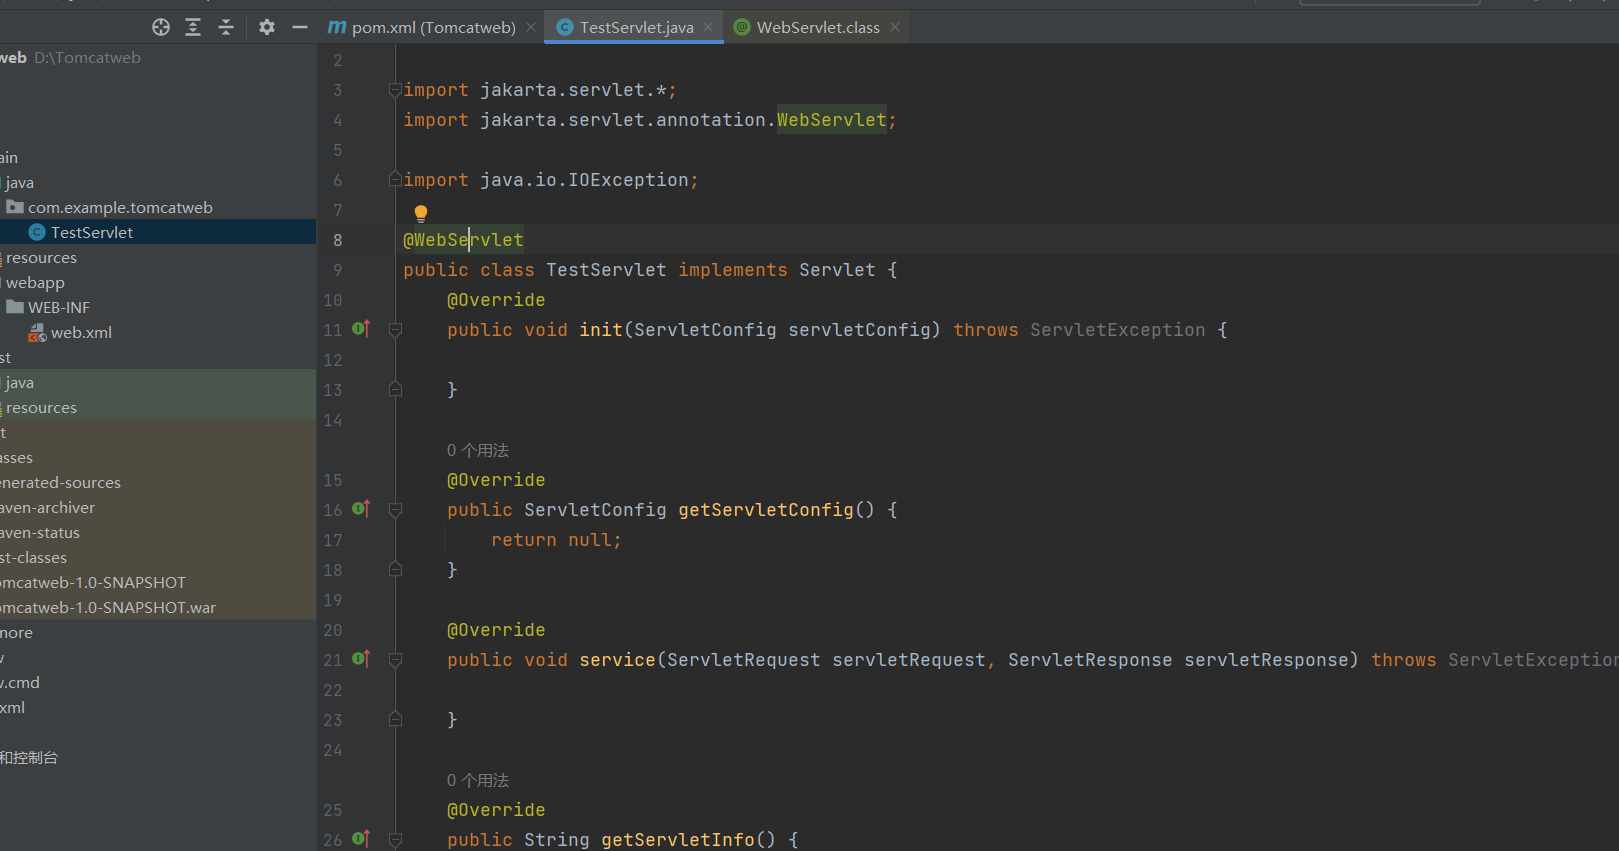 pom.xml (Tomcatweb)
TestServlet.java
WebServlet.class
web D:\Tomcatweb
ain
java
com.example.tomcatweb
TestServlet
resources
webapp
WEB-INF
web.xml
st
java
resources
t
asses
enerated-sources
aven-archiver
aven-status
st-classes
omcatweb-1.0-SNAPSHOT
omcatweb-1.0-SNAPSHOT.war
nore
v
v.cmd
xml
和控制台
2
3 import jakarta.servlet.*;
4 import jakarta.servlet.annotation.WebServlet;
5
6 import java.io.IOException;
7
8 @WebServlet
9 public class TestServlet implements Servlet {
10 @Override
11 public void init(ServletConfig servletConfig) throws ServletException {
12
13 }
14
0 个用法
15 @Override
16 public ServletConfig getServletConfig() {
17 return null;
18 }
19
20 @Override
21 public void service(ServletRequest servletRequest, ServletResponse servletResponse) throws ServletException
22
23 }
24
0 个用法
25 @Override
26 public String getServletInfo() {